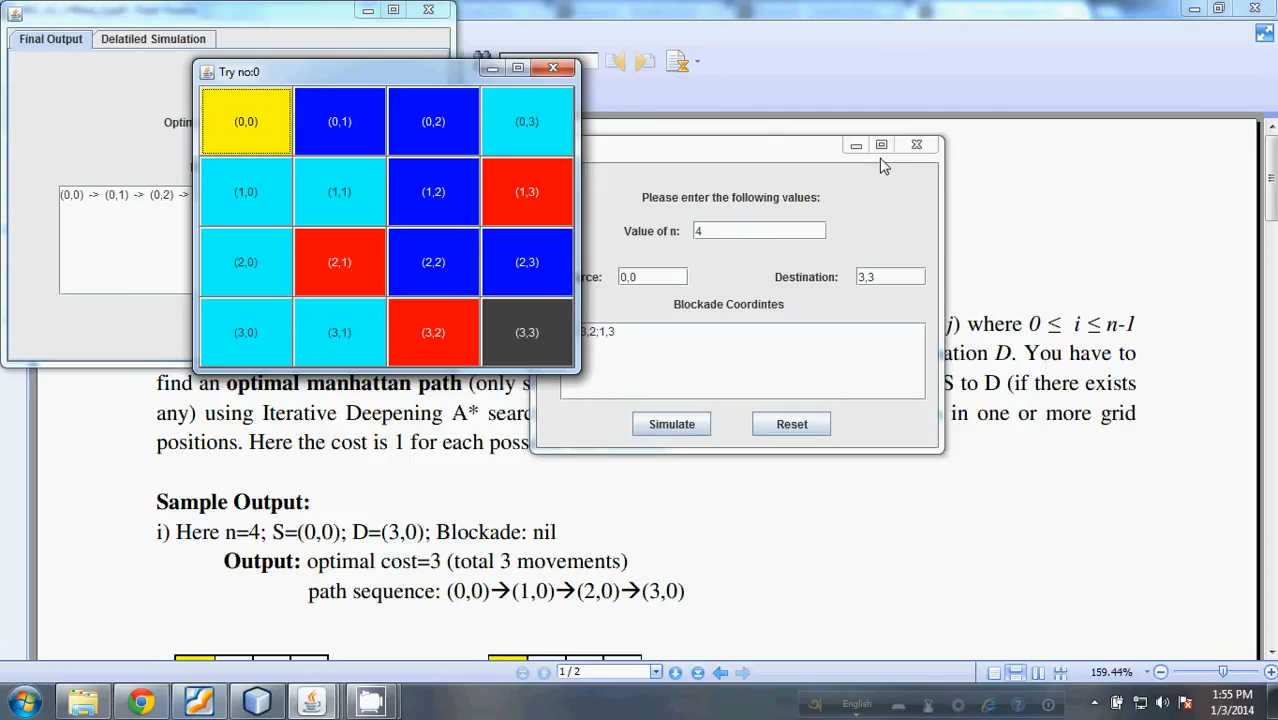 Final Output
Delatiled Simulation
Try no:0
(0,0) (0,1) (0,2) (0,3)
(1,0) (1,1) (1,2) (1,3)
(2,0) (2,1) (2,2) (2,3)
(3,0) (3,1) (3,2) (3,3)
Optin
(0,0) -> (0,1) -> (0,2) ->
Please enter the following values:
Value of n: 4
rce: 0,0 Destination: 3,3
Blockade Coordintes
3,2;1,3
Simulate Reset
j) where 0 ≤ i ≤ n-1
ation D. You have to
find an optimal manhattan path (only s S to D (if there exists
any) using Iterative Deepening A* sear in one or more grid
positions. Here the cost is 1 for each poss
Sample Output:
i) Here n=4; S=(0,0); D=(3,0); Blockade: nil
Output: optimal cost=3 (total 3 movements)
path sequence: (0,0)→(1,0)→(2,0)→(3,0)
1 / 2
159.44%
English
1:55 PM
1/3/2014